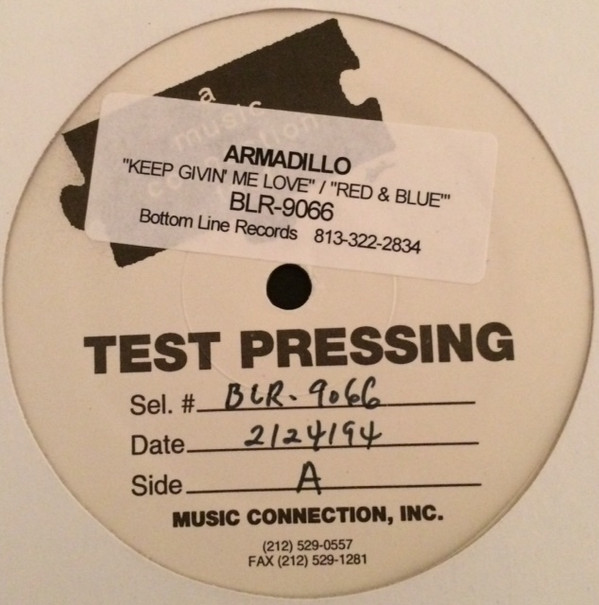 a
music
connection
ARMADILLO
"KEEP GIVIN' ME LOVE" / "RED & BLUE'"
BLR-9066
Bottom Line Records 813-322-2834
TEST PRESSING
Sel. # BLR-9066
Date 2/24/94
Side A
MUSIC CONNECTION, INC.
(212) 529-0557
FAX (212) 529-1281